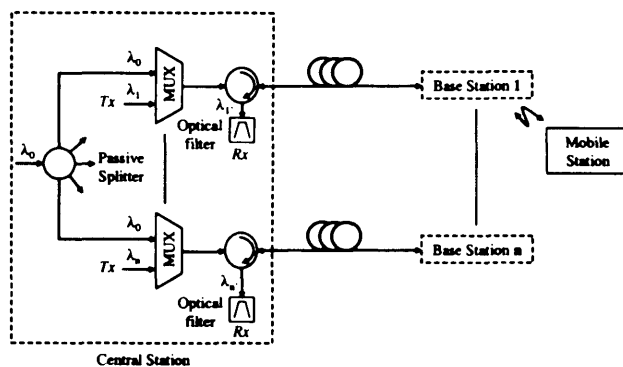 λ₀
λ₁
Tx
MUX
λ₁'
Optical
filter
Rx
Base Station 1
Mobile
Station
λ₀
Passive
Splitter
λ₀
λₙ
Tx
MUX
λₙ'
Optical
filter
Rx
Base Station n
Central Station